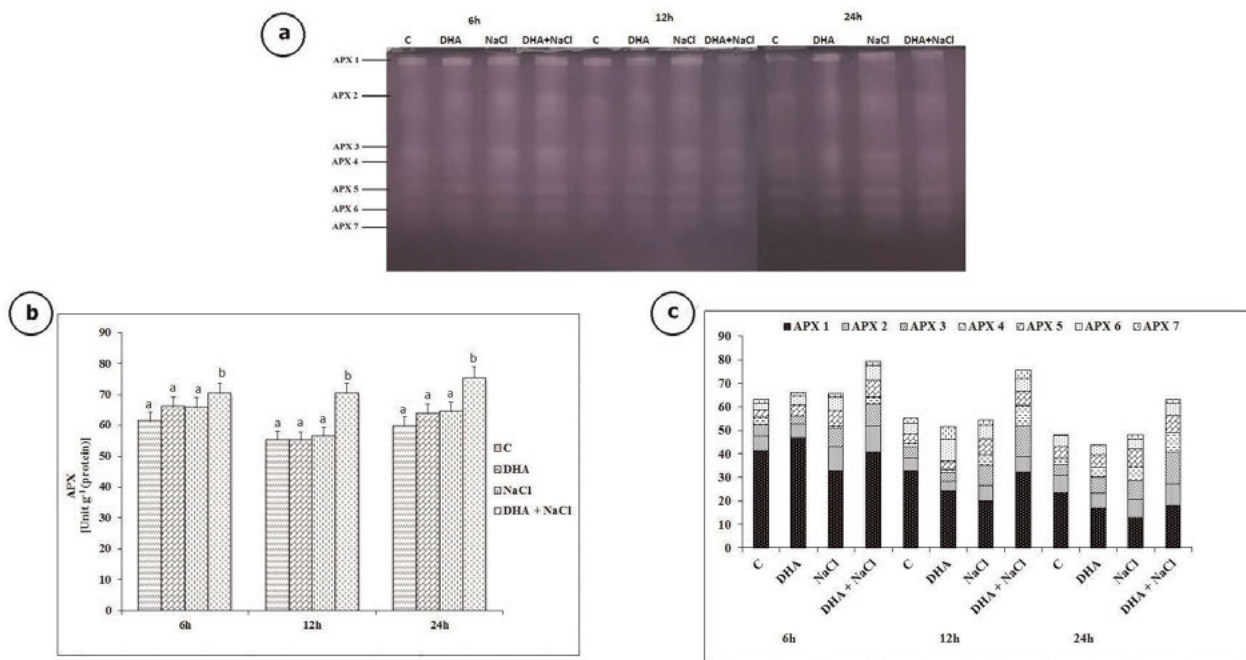 a
6h 12h 24h
C DHA NaCl DHA+NaCl C DHA NaCl DHA+NaCl C DHA NaCl DHA+NaCl
APX 1
APX 2
APX 3
APX 4
APX 5
APX 6
APX 7
b
APX
[Unit g⁻¹ (protein)]
90
80
70
60
50
40
30
20
10
0
a a a b a a a b a a a b
6h 12h 24h
C
DHA
NaCl
DHA + NaCl
c
APX 1 APX 2 APX 3 APX 4 APX 5 APX 6 APX 7
90
80
70
60
50
40
30
20
10
0
C DHA NaCl DHA + NaCl C DHA NaCl DHA + NaCl C DHA NaCl DHA + NaCl
6h 12h 24h